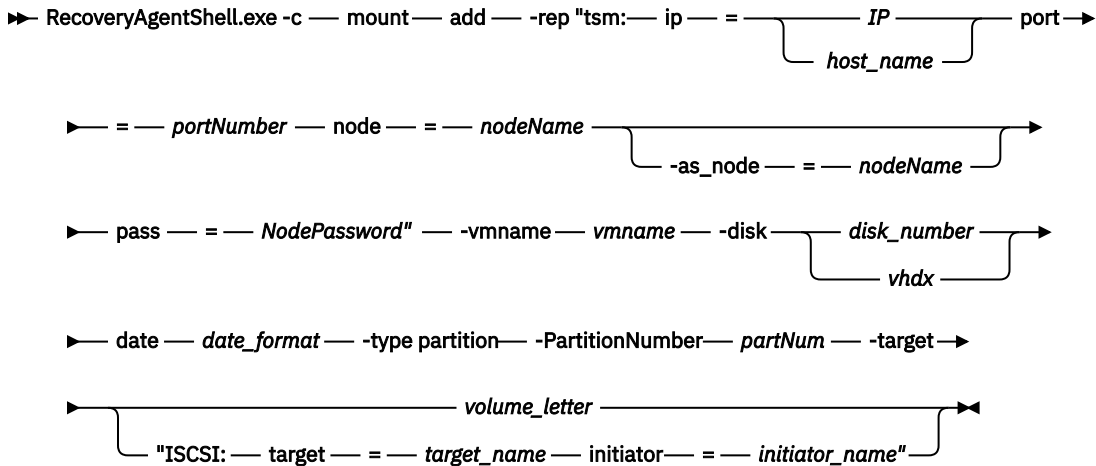 RecoveryAgentShell.exe -c mount add -rep "tsm: ip = IP port
host_name
= portNumber node = nodeName
-as_node = nodeName
pass = NodePassword" -vmname vmname -disk disk_number
vhdx
date date_format -type partition -PartitionNumber partNum -target
volume_letter
"ISCSI: target = target_name initiator = initiator_name"